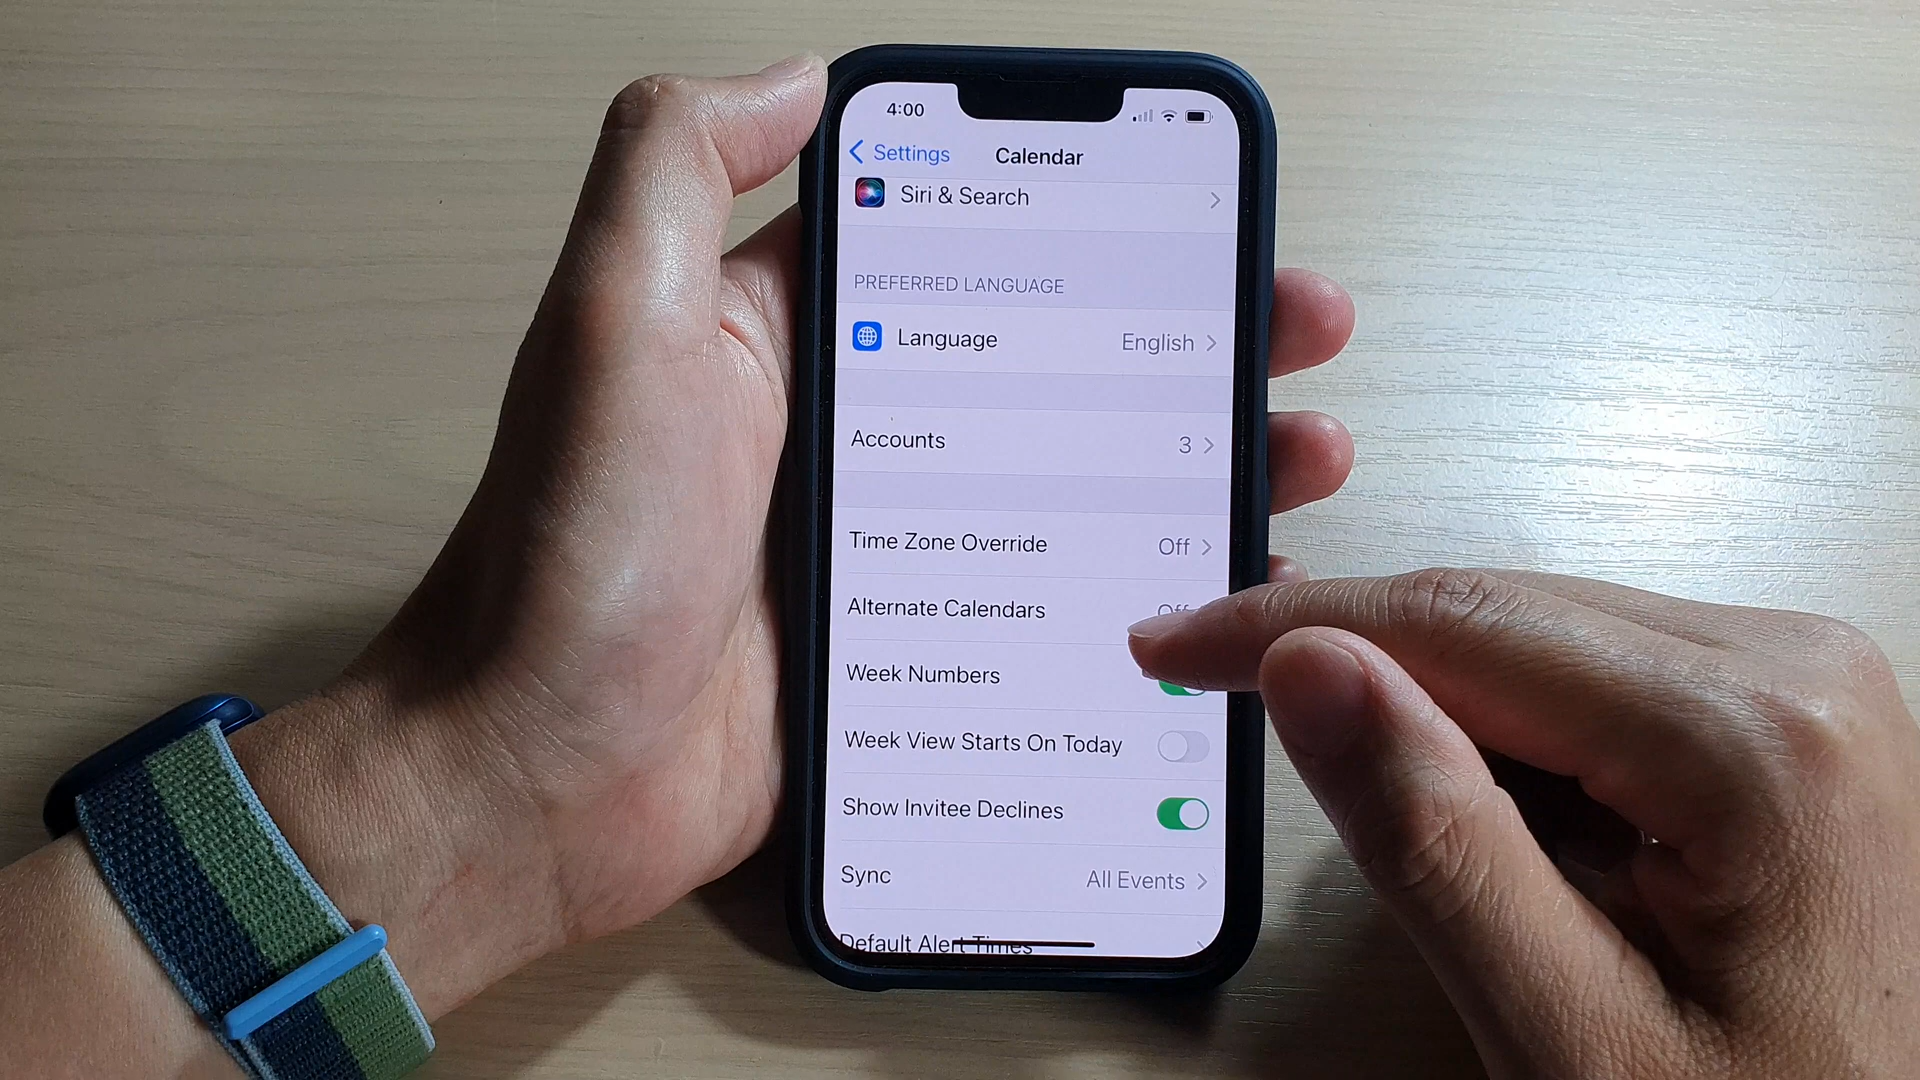 4:00
Settings
Calendar
Siri & Search
PREFERRED LANGUAGE
Language English
Accounts 3
Time Zone Override Off
Alternate Calendars Off
Week Numbers
Week View Starts On Today
Show Invitee Declines
Sync All Events
Default Alert Times